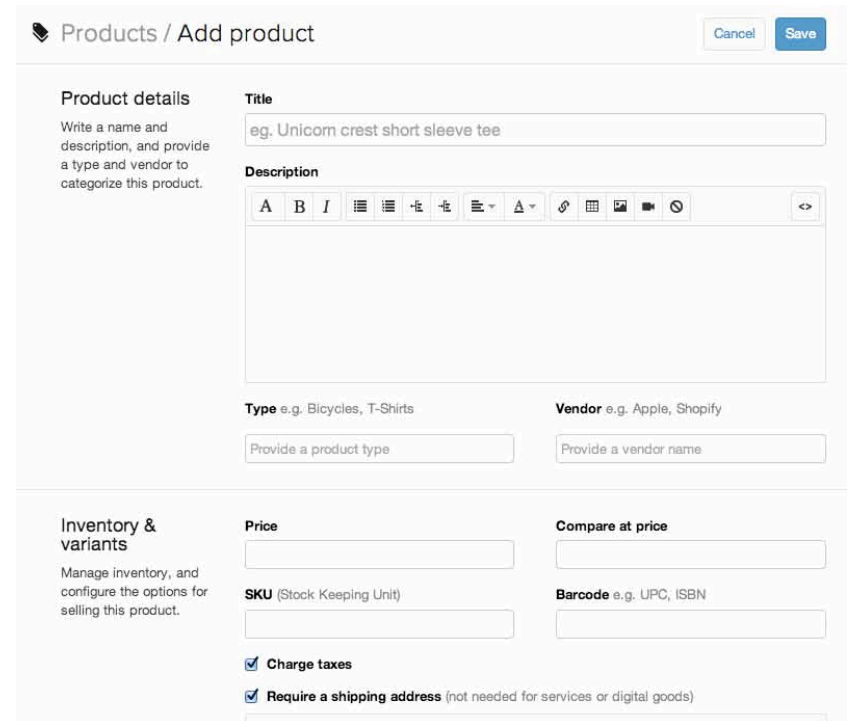 Products / Add product
Cancel
Save
Product details
Write a name and
description, and provide
a type and vendor to
categorize this product.
Title
eg. Unicorn crest short sleeve tee
Description
A B I A <>
Type e.g. Bicycles, T-Shirts
Vendor e.g. Apple, Shopify
Provide a product type
Provide a vendor name
Inventory &
variants
Manage inventory, and
configure the options for
selling this product.
Price
Compare at price
SKU (Stock Keeping Unit)
Barcode e.g. UPC, ISBN
Charge taxes
Require a shipping address (not needed for services or digital goods)